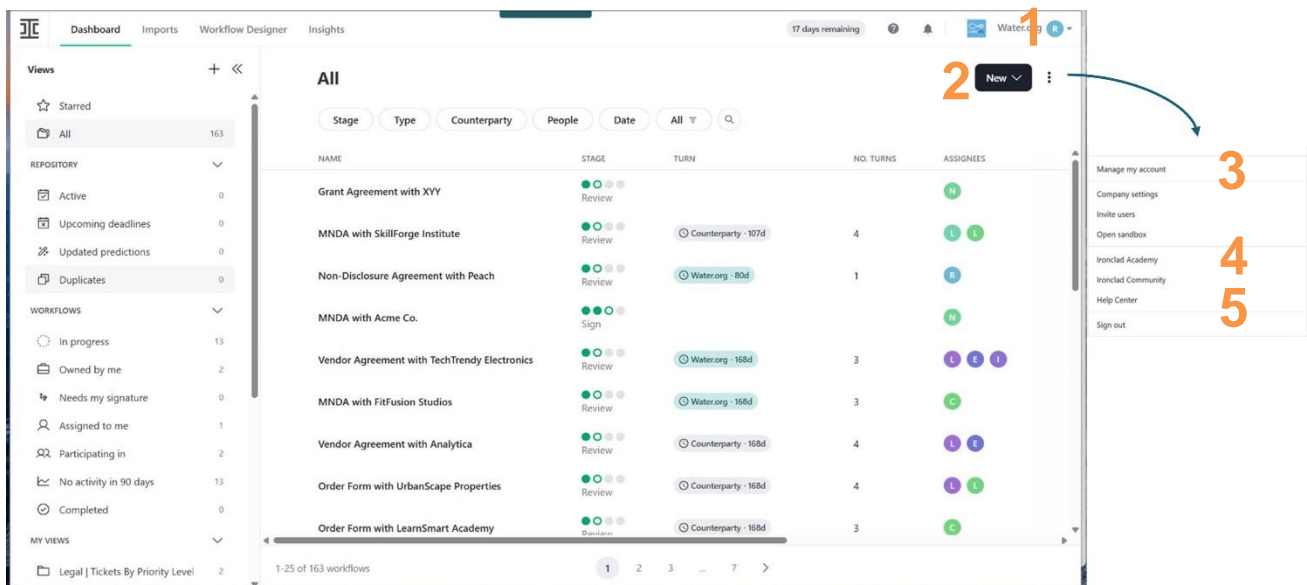 Dashboard Imports Workflow Designer Insights 17 days remaining Water.org R
1
Views
Starred
All 163
REPOSITORY
Active 0
Upcoming deadlines 0
Updated predictions 0
Duplicates 0
WORKFLOWS
In progress 13
Owned by me 2
Needs my signature 0
Assigned to me 1
Participating in 2
No activity in 90 days 13
Completed 0
MY VIEWS
Legal | Tickets By Priority Level 2
All
2
New
Stage Type Counterparty People Date All
NAME STAGE TURN NO. TURNS ASSIGNEES
Grant Agreement with XYY Review N
MNDA with SkillForge Institute Review Counterparty · 107d 4 L L
Non-Disclosure Agreement with Peach Review Water.org · 80d 1 R
MNDA with Acme Co. Sign N
Vendor Agreement with TechTrendy Electronics Review Water.org · 168d 3 L E I
MNDA with FitFusion Studios Review Water.org · 168d 3 C
Vendor Agreement with Analytica Review Counterparty · 168d 4 L E
Order Form with UrbanScape Properties Review Counterparty · 168d 4 L L
Order Form with LearnSmart Academy Review Counterparty · 168d 3 C
1-25 of 163 workflows 1 2 3 ... 7
Manage my account
3
Company settings
Invite users
Open sandbox
Ironclad Academy
4
Ironclad Community
Help Center
5
Sign out